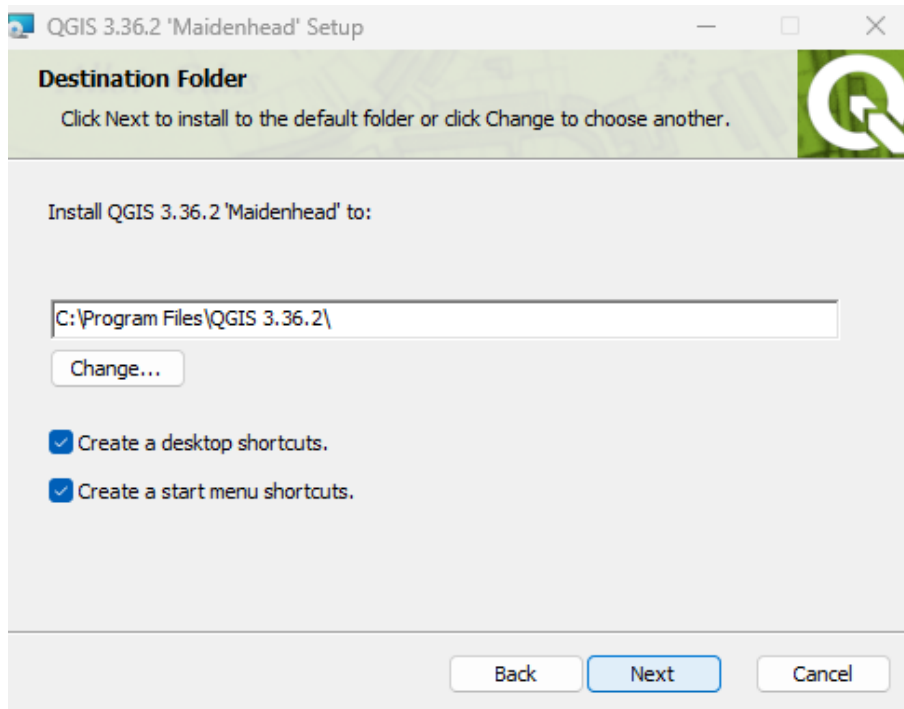 QGIS 3.36.2 'Maidenhead' Setup
Destination Folder
Click Next to install to the default folder or click Change to choose another.
Install QGIS 3.36.2 'Maidenhead' to:
C:\Program Files\QGIS 3.36.2\
Change...
Create a desktop shortcuts.
Create a start menu shortcuts.
Back Next Cancel